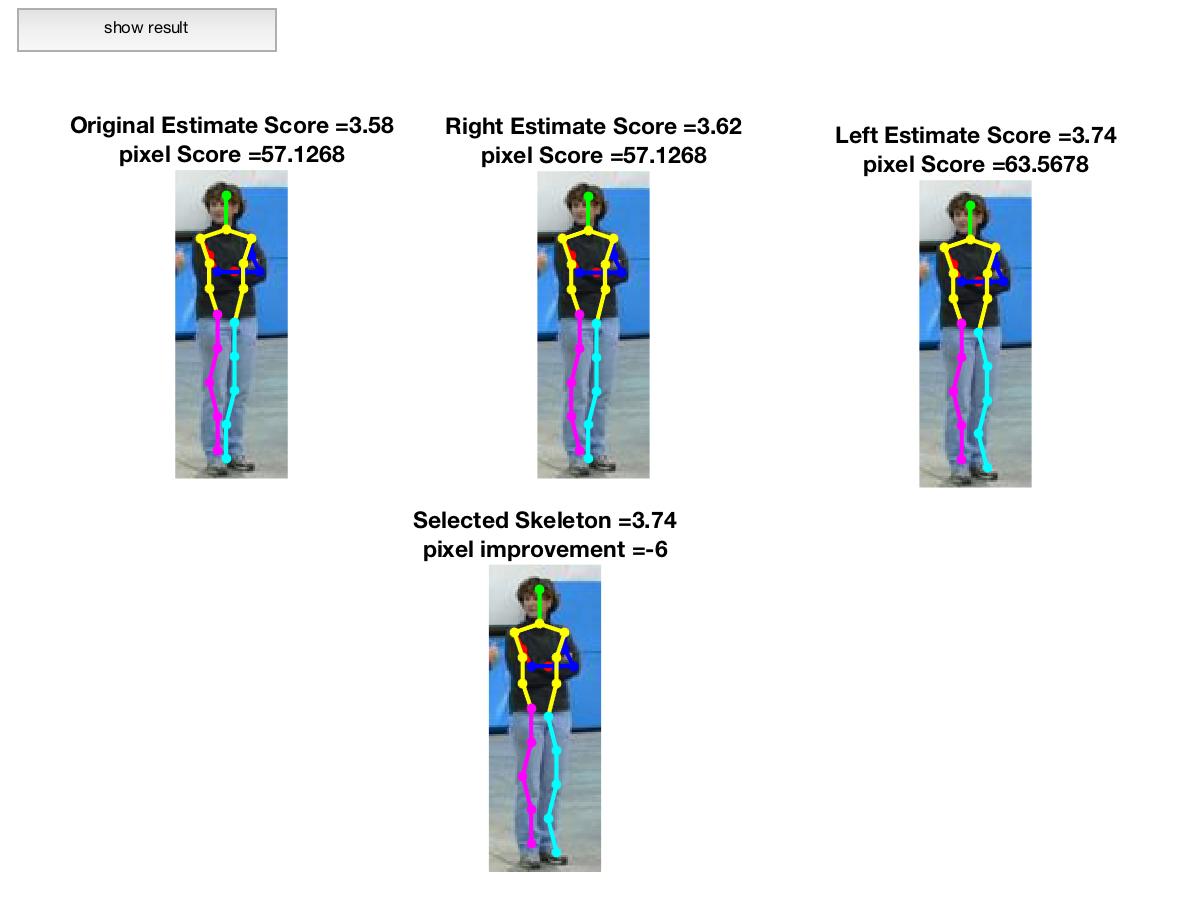 show result
Original Estimate Score =3.58
pixel Score =57.1268
Right Estimate Score =3.62
pixel Score =57.1268
Left Estimate Score =3.74
pixel Score =63.5678
Selected Skeleton =3.74
pixel improvement =-6